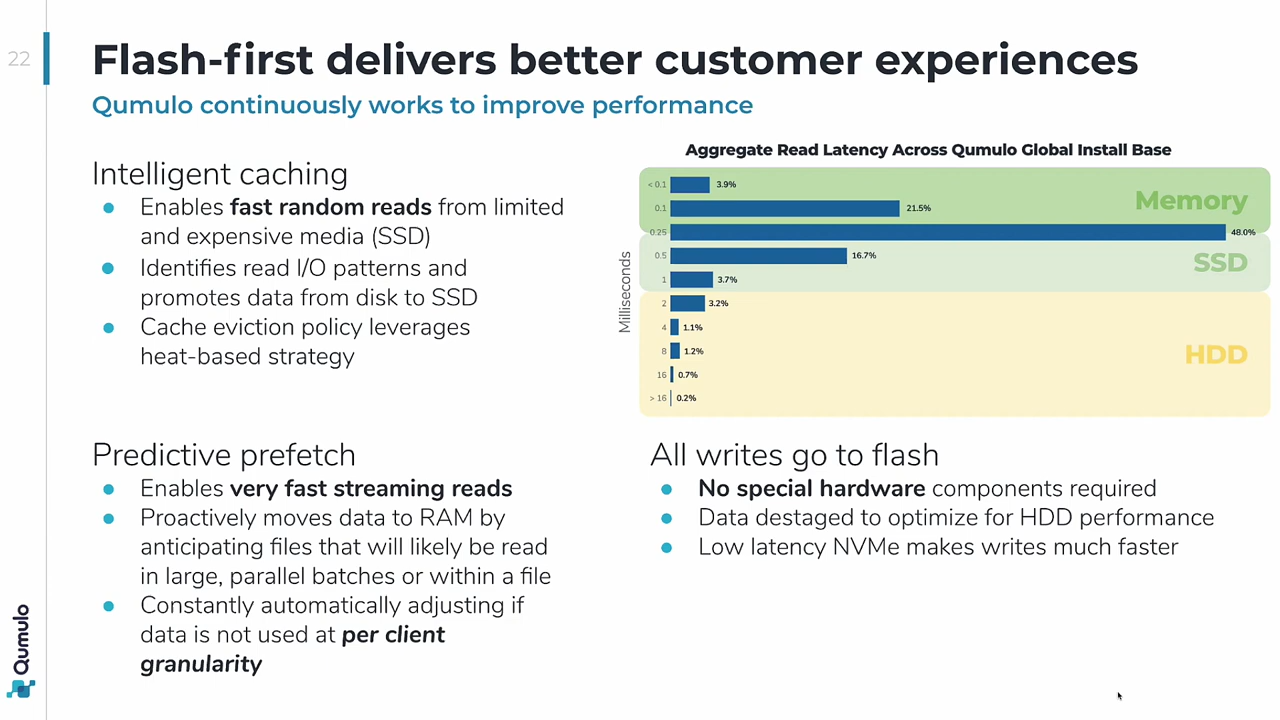 22
Flash-first delivers better customer experiences
Qumulo continuously works to improve performance
Intelligent caching
● Enables fast random reads from limited
and expensive media (SSD)
● Identifies read I/O patterns and
promotes data from disk to SSD
● Cache eviction policy leverages
heat-based strategy
Aggregate Read Latency Across Qumulo Global Install Base
Milliseconds
< 0.1 3.9%
0.1 21.5%
0.25 48.0%
0.5 16.7%
1 3.7%
2 3.2%
4 1.1%
8 1.2%
16 0.7%
> 16 0.2%
Memory
SSD
HDD
Predictive prefetch
● Enables very fast streaming reads
● Proactively moves data to RAM by
anticipating files that will likely be read
in large, parallel batches or within a file
● Constantly automatically adjusting if
data is not used at per client
granularity
All writes go to flash
● No special hardware components required
● Data destaged to optimize for HDD performance
● Low latency NVMe makes writes much faster
Qumulo